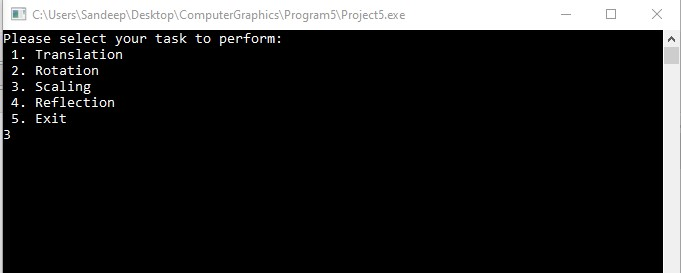 C:\Users\Sandeep\Desktop\ComputerGraphics\Program5\Project5.exe
Please select your task to perform:
1. Translation
2. Rotation
3. Scaling
4. Reflection
5. Exit
3